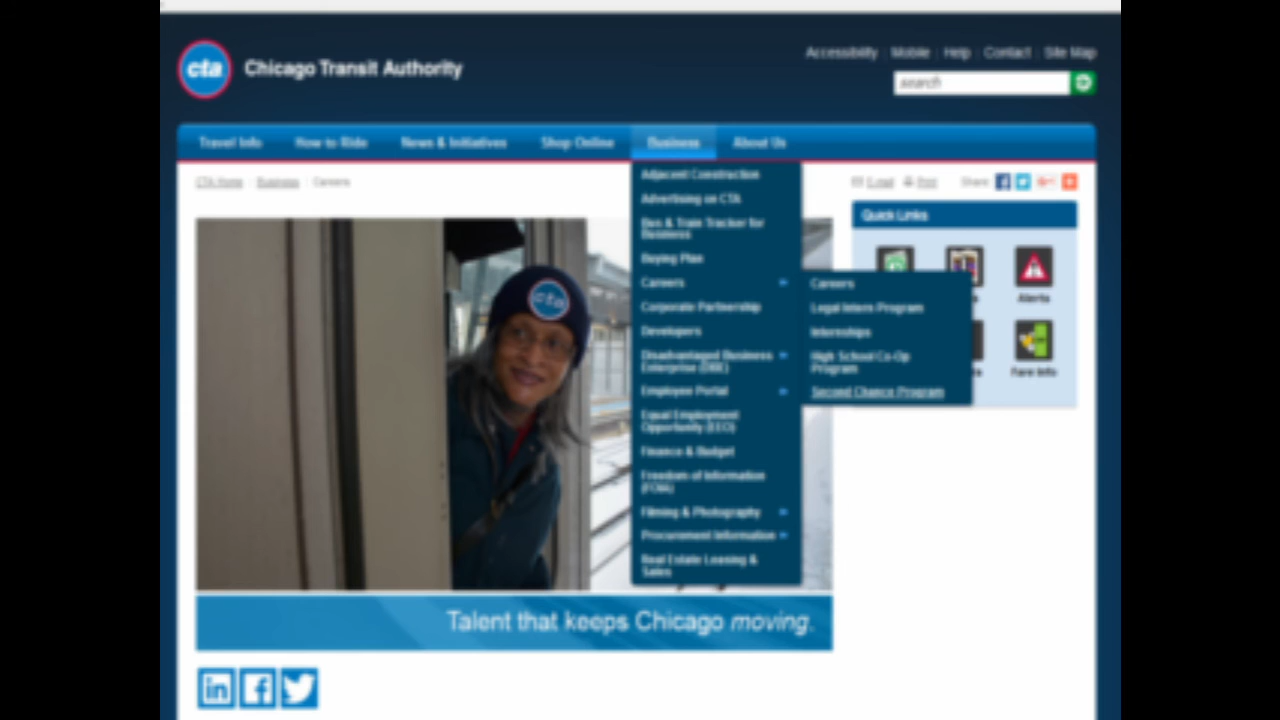 cta
Chicago Transit Authority
Accessibility Mobile Help Contact Site Map
search
Travel Info How to Ride News & Initiatives Shop Online Business About Us
CTA Home Business Careers
E-mail Print Share:
Quick Links
Adjacent Construction
Advertising on CTA
Bus & Train Tracker for
Business
Buying Plan
Careers
Corporate Partnership
Developers
Disadvantaged Business
Enterprise (DBE)
Employee Portal
Equal Employment
Opportunity (EEO)
Finance & Budget
Freedom of Information
(FOIA)
Filming & Photography
Procurement Information
Real Estate Leasing &
Sales
Careers
Legal Intern Program
Internships
High School Co-Op
Program
Second Chance Program
Alerts
Fare Info
cta
Talent that keeps Chicago moving.
in